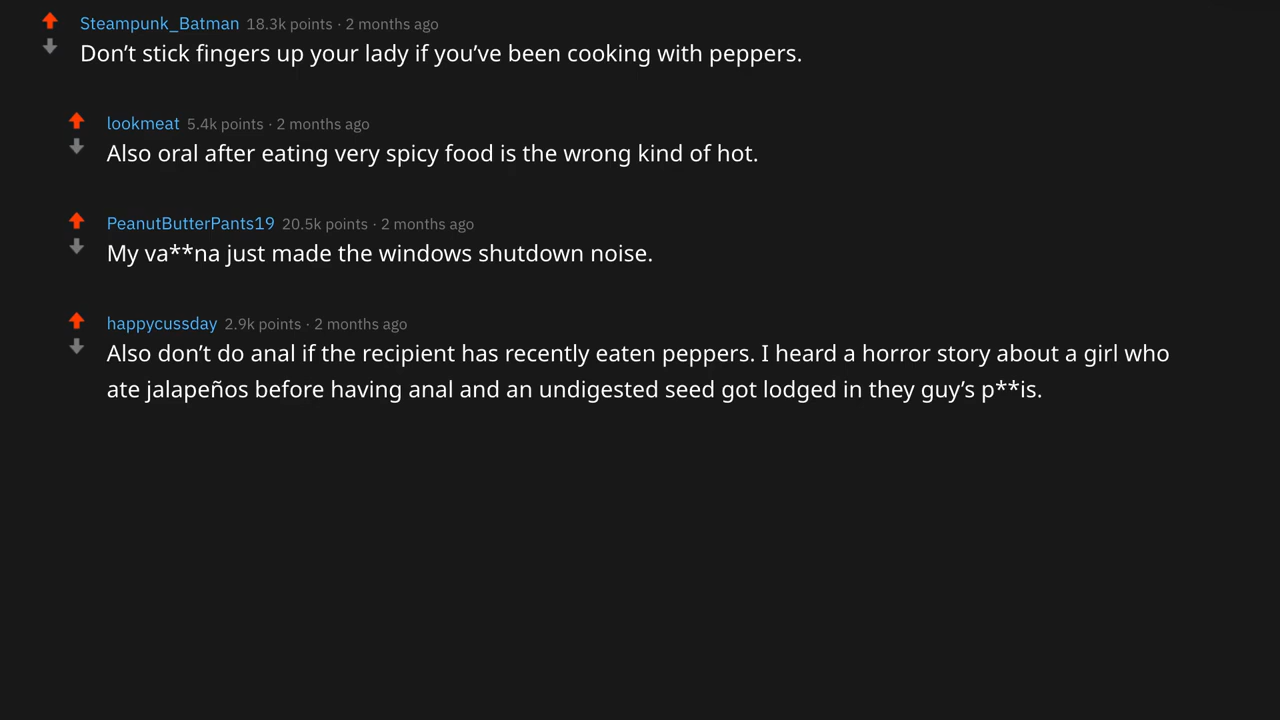 Steampunk_Batman 18.3k points · 2 months ago
Don’t stick fingers up your lady if you’ve been cooking with peppers.
lookmeat 5.4k points · 2 months ago
Also oral after eating very spicy food is the wrong kind of hot.
PeanutButterPants19 20.5k points · 2 months ago
My va**na just made the windows shutdown noise.
happycussday 2.9k points · 2 months ago
Also don’t do anal if the recipient has recently eaten peppers. I heard a horror story about a girl who
ate jalapeños before having anal and an undigested seed got lodged in they guy’s p**is.